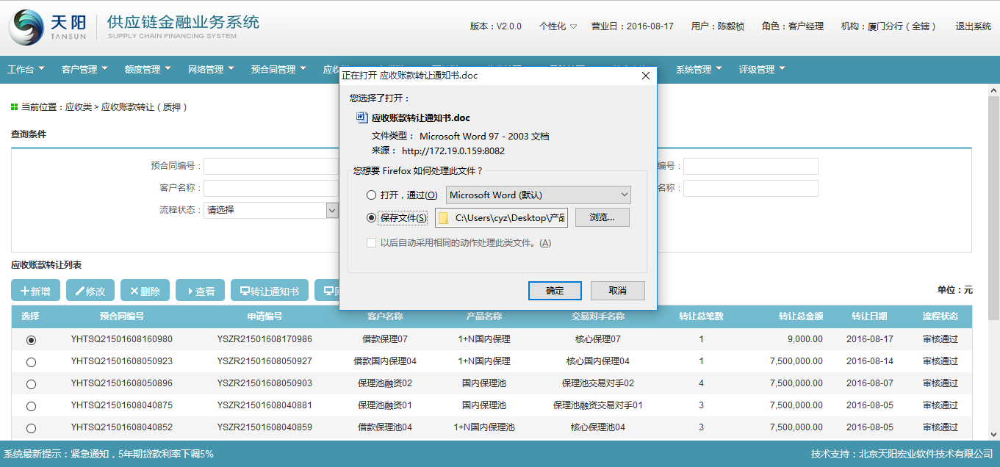 天阳 TANSUN 供应链金融业务系统 SUPPLY CHAIN FINANCING SYSTEM
版本：V2.0.0 个性化 营业日：2016-08-17 用户：陈毅桢 角色：客户经理 机构：厦门分行（全辖） 退出系统
工作台 客户管理 额度管理 网络管理 预合同管理 系统管理 评级管理
正在打开 应收账款转让通知书.doc
您选择了打开：
应收账款转让通知书.doc
文件类型： Microsoft Word 97 - 2003 文档
来源： http://172.19.0.159:8082
您想要 Firefox 如何处理此文件？
打开，通过(O) Microsoft Word (默认)
保存文件(S) C:\Users\cyz\Desktop\产品 浏览...
以后自动采用相同的动作处理此类文件。(A)
确定 取消
当前位置：应收类 > 应收账款转让（质押）
查询条件
预合同编号： 编号：
客户名称： 名称：
流程状态： 请选择
应收账款转让列表
新增 修改 删除 查看 转让通知书 单位：元
选择 预合同编号 申请编号 客户名称 产品名称 交易对手名称 转让总笔数 转让总金额 转让日期 流程状态
YHTSQ21501608160980 YSZR21501608170986 借款保理07 1+N国内保理 核心保理07 1 9,000.00 2016-08-17 审核通过
YHTSQ21501608050923 YSZR21501608050927 借款国内保理04 1+N国内保理 核心国内保理04 1 7,500,000.00 2016-08-14 审核通过
YHTSQ21501608050896 YSZR21501608050903 保理池融资02 国内保理池 保理池交易对手02 4 7,500,000.00 2016-08-07 审核通过
YHTSQ21501608040875 YSZR21501608040881 保理池融资01 国内保理池 保理池融资交易对手01 3 7,500,000.00 2016-08-05 审核通过
YHTSQ21501608040852 YSZR21501608040859 借款保理池04 1+N国内保理池 核心保理池04 3 7,500,000.00 2016-08-05 审核通过
系统最新提示：紧急通知，5年期贷款利率下调5% 技术支持：北京天阳宏业软件技术有限公司